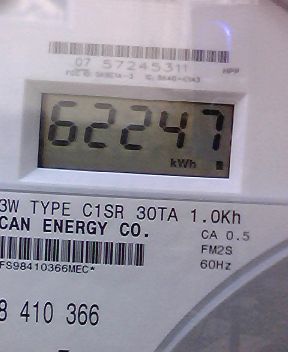 07 57245311 MPP
62247
kWh
3W TYPE C1SR 30TA 1.0Kh
CAN ENERGY CO. CA 0.5
FM2S
FS98410366MEC* 60Hz
8 410 366